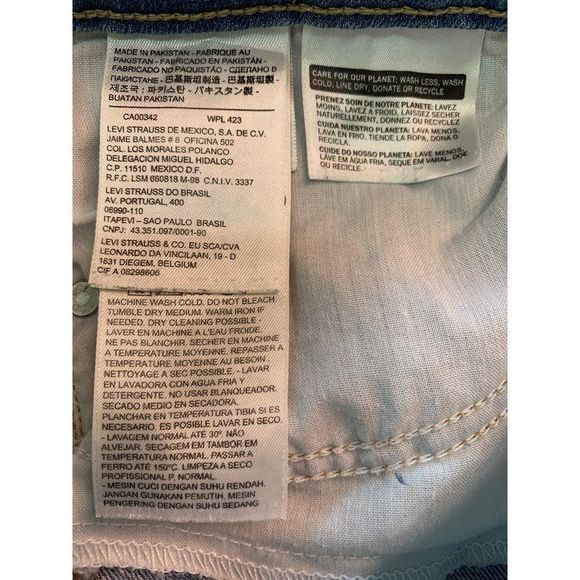 MADE IN PAKISTAN - FABRIQUE AU
PAKISTAN - FABRICADO EN PAKISTAN -
FABRICADO NO PAQUISTÃO - СДЕЛАНО В
ПАКИСТАНЕ - 巴基斯坦製 - 巴基斯坦制 -
제조국 : 파키스탄 - パキスタン製 -
BUATAN PAKISTAN
CA00342 WPL 423
LEVI STRAUSS DE MEXICO, S.A. DE C.V.
JAIME BALMES # 8 OFICINA 502
COL. LOS MORALES POLANCO
DELEGACION MIGUEL HIDALGO
C.P. 11510 MEXICO D.F.
R.F.C. LSM 660818 M-98 C.N.I.V. 3337
LEVI STRAUSS DO BRASIL
AV. PORTUGAL, 400
06990-110
ITAPEVI - SAO PAULO BRASIL
CNPJ: 43.351.097/0001-90
LEVI STRAUSS & CO. EU SCA/CVA
LEONARDO DA VINCILAAN, 19 - D
1831 DIEGEM, BELGIUM
CIF A 08298606
MACHINE WASH COLD. DO NOT BLEACH.
TUMBLE DRY MEDIUM. WARM IRON IF
NEEDED. DRY CLEANING POSSIBLE -
LAVER EN MACHINE A L'EAU FROIDE.
NE PAS BLANCHIR. SECHER EN MACHINE
A TEMPERATURE MOYENNE. REPASSER A
TEMPERATURE MOYENNE AU BESOIN.
NETTOYAGE A SEC POSSIBLE. - LAVAR
EN LAVADORA CON AGUA FRIA Y
DETERGENTE. NO USAR BLANQUEADOR.
SECADO MEDIO EN SECADORA.
PLANCHAR EN TEMPERATURA TIBIA SI ES
NECESARIO. ES POSIBLE LAVAR EN SECO.
- LAVAGEM NORMAL ATÉ 30º. NÃO
ALVEJAR. SECAGEM EM TAMBOR EM
TEMPERATURA NORMAL. PASSAR A
FERRO ATÉ 150ºC. LIMPEZA A SECO
PROFISSIONAL P, NORMAL.
- MESIN CUCI DENGAN SUHU RENDAH.
JANGAN GUNAKAN PEMUTIH. MESIN
DENGAN SUHU SEDANG
CARE FOR OUR PLANET: WASH LESS, WASH
COLD, LINE DRY, DONATE OR RECYCLE
PRENEZ SOIN DE NOTRE PLANETE: LAVEZ
MOINS, LAVEZ A FROID, LAISSEZ SECHER
NATURELLEMENT, DONNEZ OU RECYCLEZ
CUIDA NUESTRO PLANETA: LAVA MENOS,
LAVA EN FRIO, TIENDE LA ROPA, DONA O
RECICLA.
CUIDE DO NOSSO PLANETA: LAVE MENOS,
LAVE EM ÁGUA FRIA, SEQUE EM VARAL, DOE
OU RECICLE.